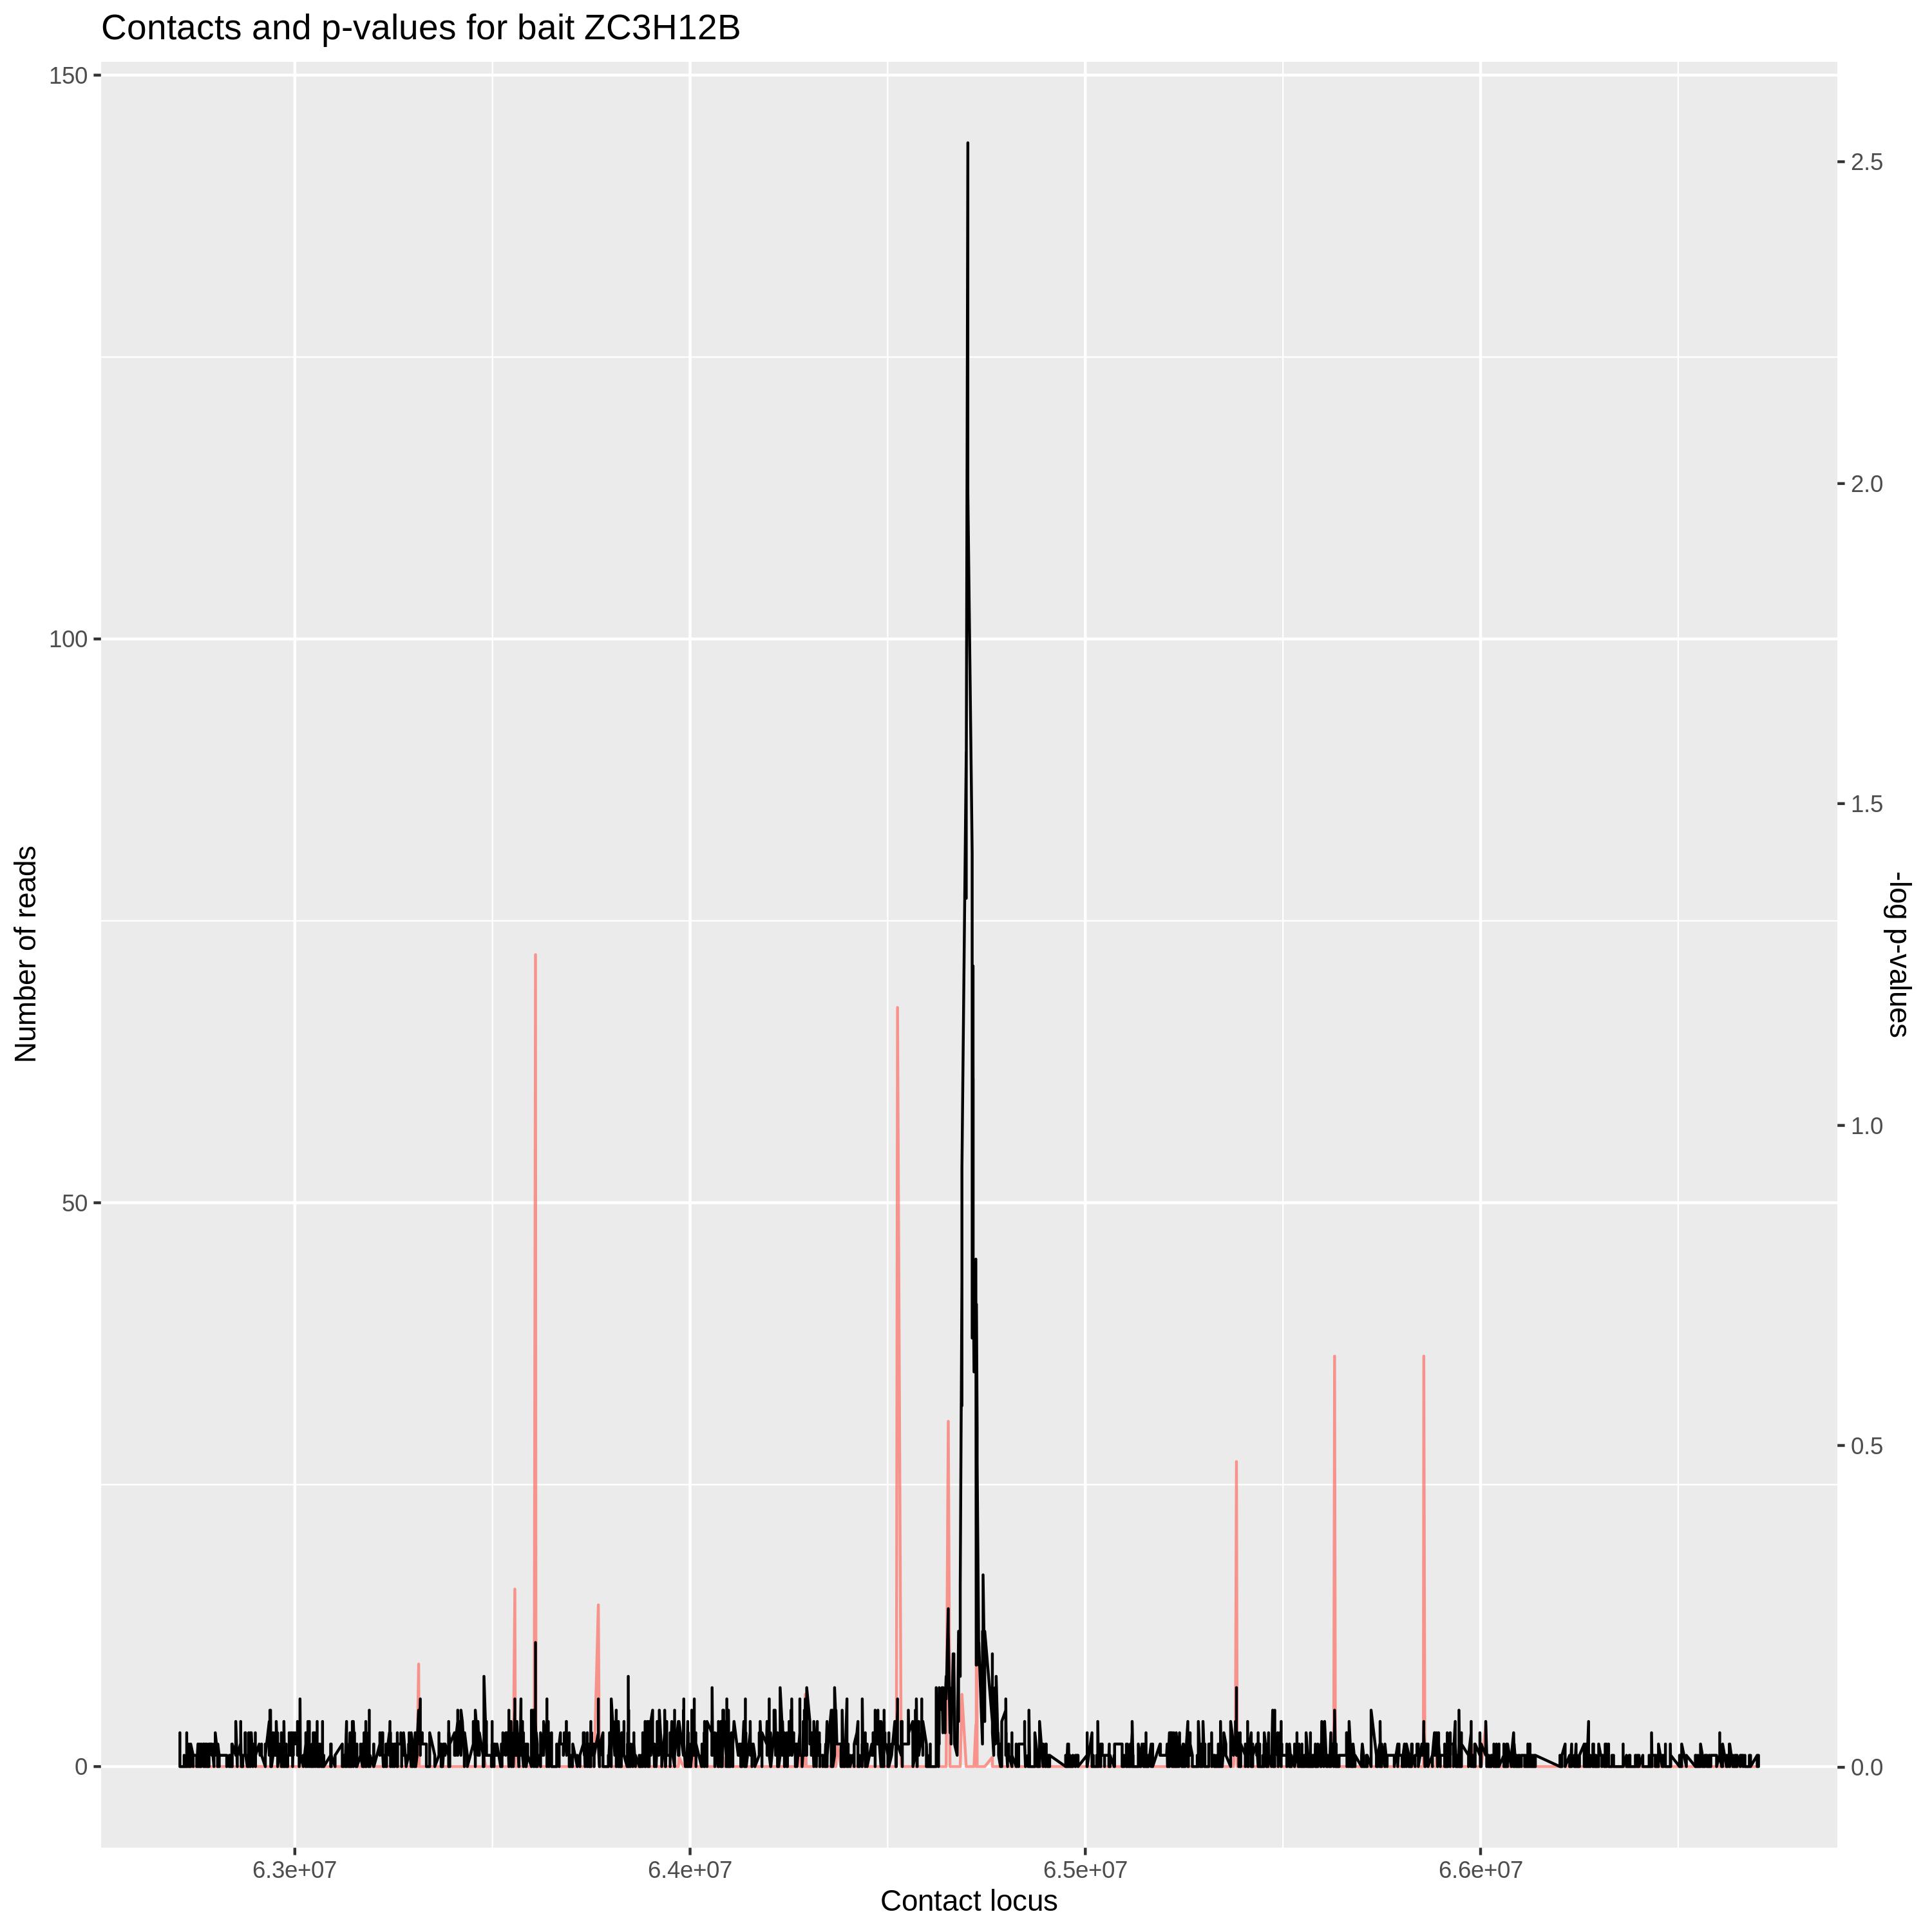 Contacts and p-values for bait ZC3H12B
150
100
50
0
Number of reads
2.5
2.0
1.5
1.0
0.5
0.0
-log p-values
6.3e+07
6.4e+07
6.5e+07
6.6e+07
Contact locus